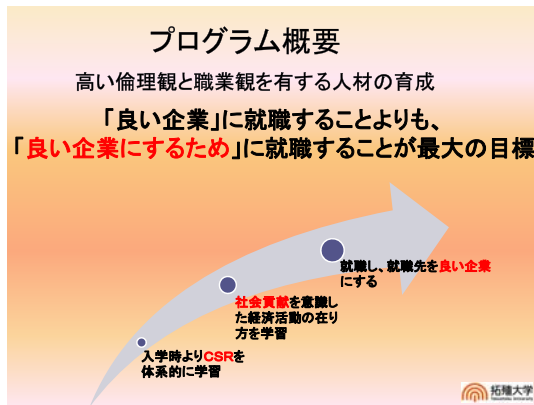 プログラム概要
高い倫理観と職業観を有する人材の育成
「良い企業」に就職することよりも、
「良い企業にするため」に就職することが最大の目標
就職し、就職先を良い企業
にする
社会貢献を意識し
た経済活動の在り
方を学習
入学時よりCSRを
体系的に学習
拓殖大学
Takushoku University